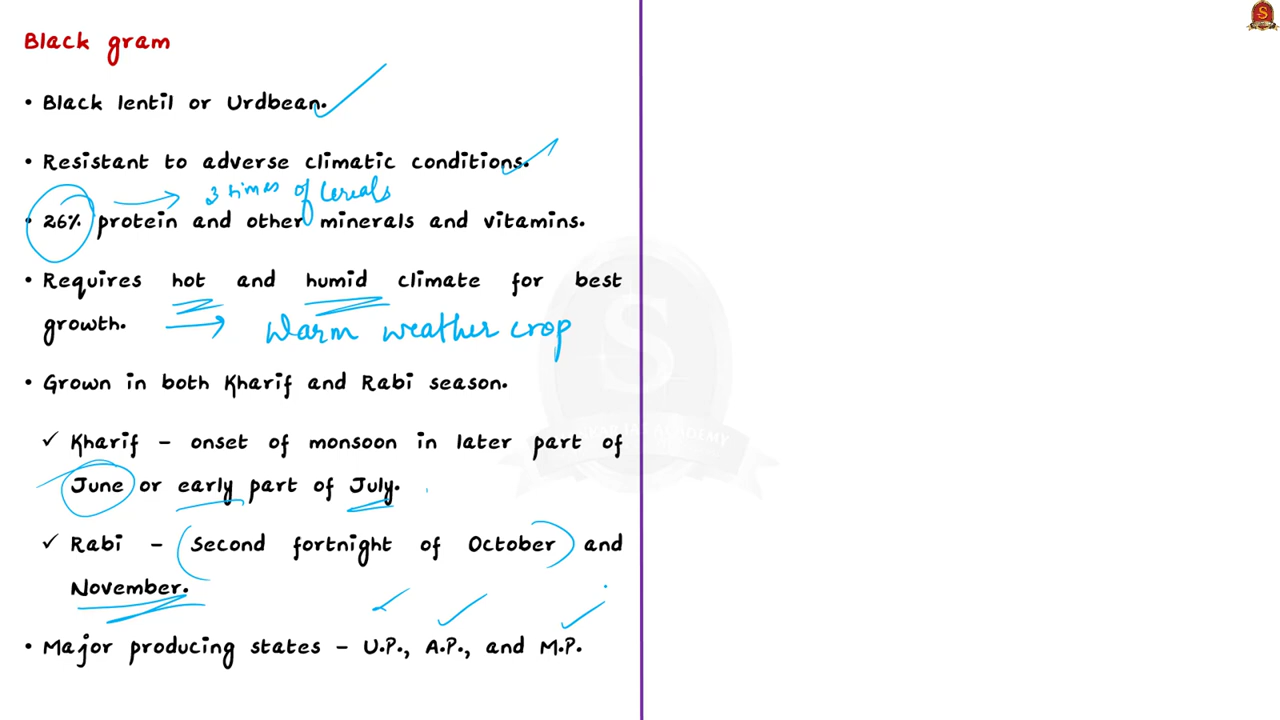 Black gram
• Black lentil or Urdbean.
• Resistant to adverse climatic conditions.
3 times of Cereals
• 26% protein and other minerals and vitamins.
• Requires hot and humid climate for best
growth.
Warm weather crop
• Grown in both Kharif and Rabi season.
✓ Kharif – onset of monsoon in later part of
June or early part of July.
✓ Rabi – Second fortnight of October and
November.
• Major producing states – U.P., A.P., and M.P.